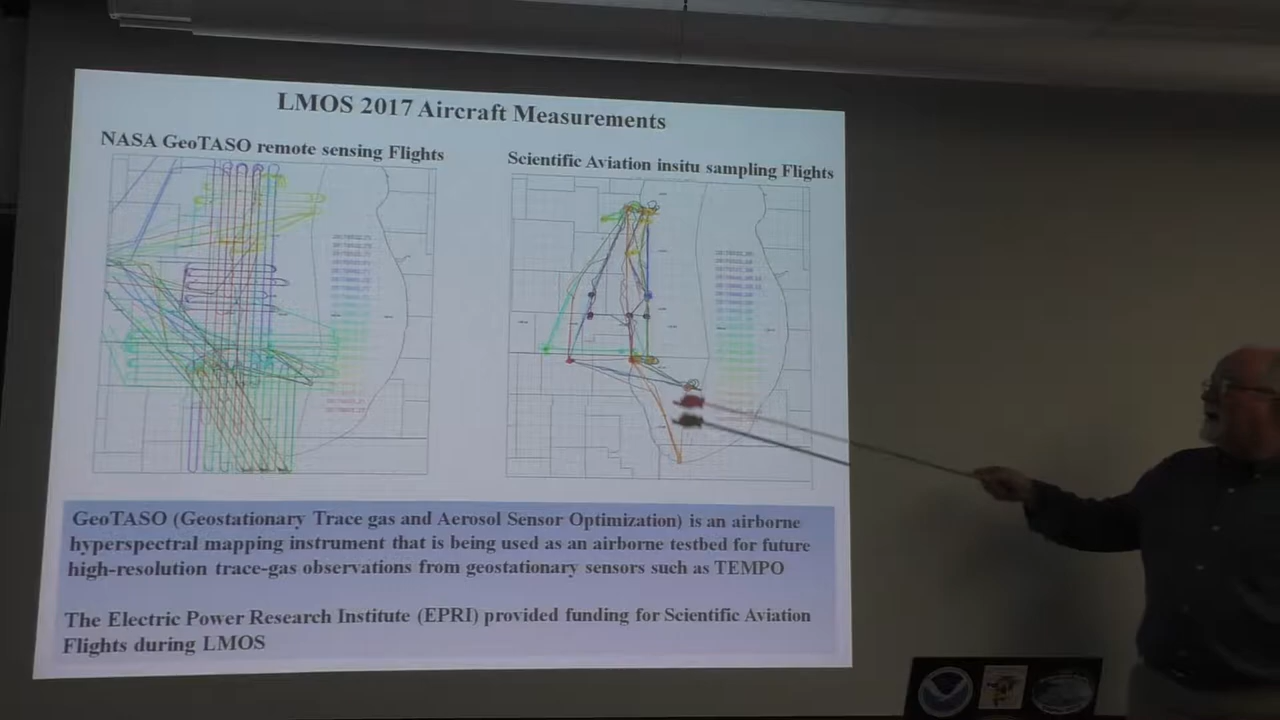 LMOS 2017 Aircraft Measurements
NASA GeoTASO remote sensing Flights
Scientific Aviation insitu sampling Flights
GeoTASO (Geostationary Trace gas and Aerosol Sensor Optimization) is an airborne
hyperspectral mapping instrument that is being used as an airborne testbed for future
high-resolution trace-gas observations from geostationary sensors such as TEMPO
The Electric Power Research Institute (EPRI) provided funding for Scientific Aviation
Flights during LMOS